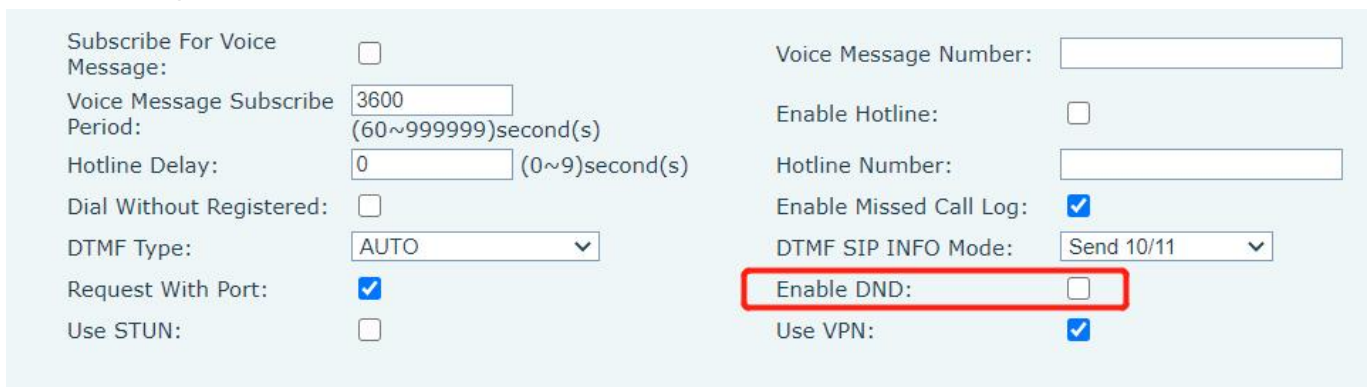 Subscribe For Voice
Message:
Voice Message Number:
Voice Message Subscribe
Period:
3600
(60~999999)second(s)
Enable Hotline:
Hotline Delay:
0
(0~9)second(s)
Hotline Number:
Dial Without Registered:
Enable Missed Call Log:
DTMF Type:
AUTO
DTMF SIP INFO Mode:
Send 10/11
Request With Port:
Enable DND:
Use STUN:
Use VPN: